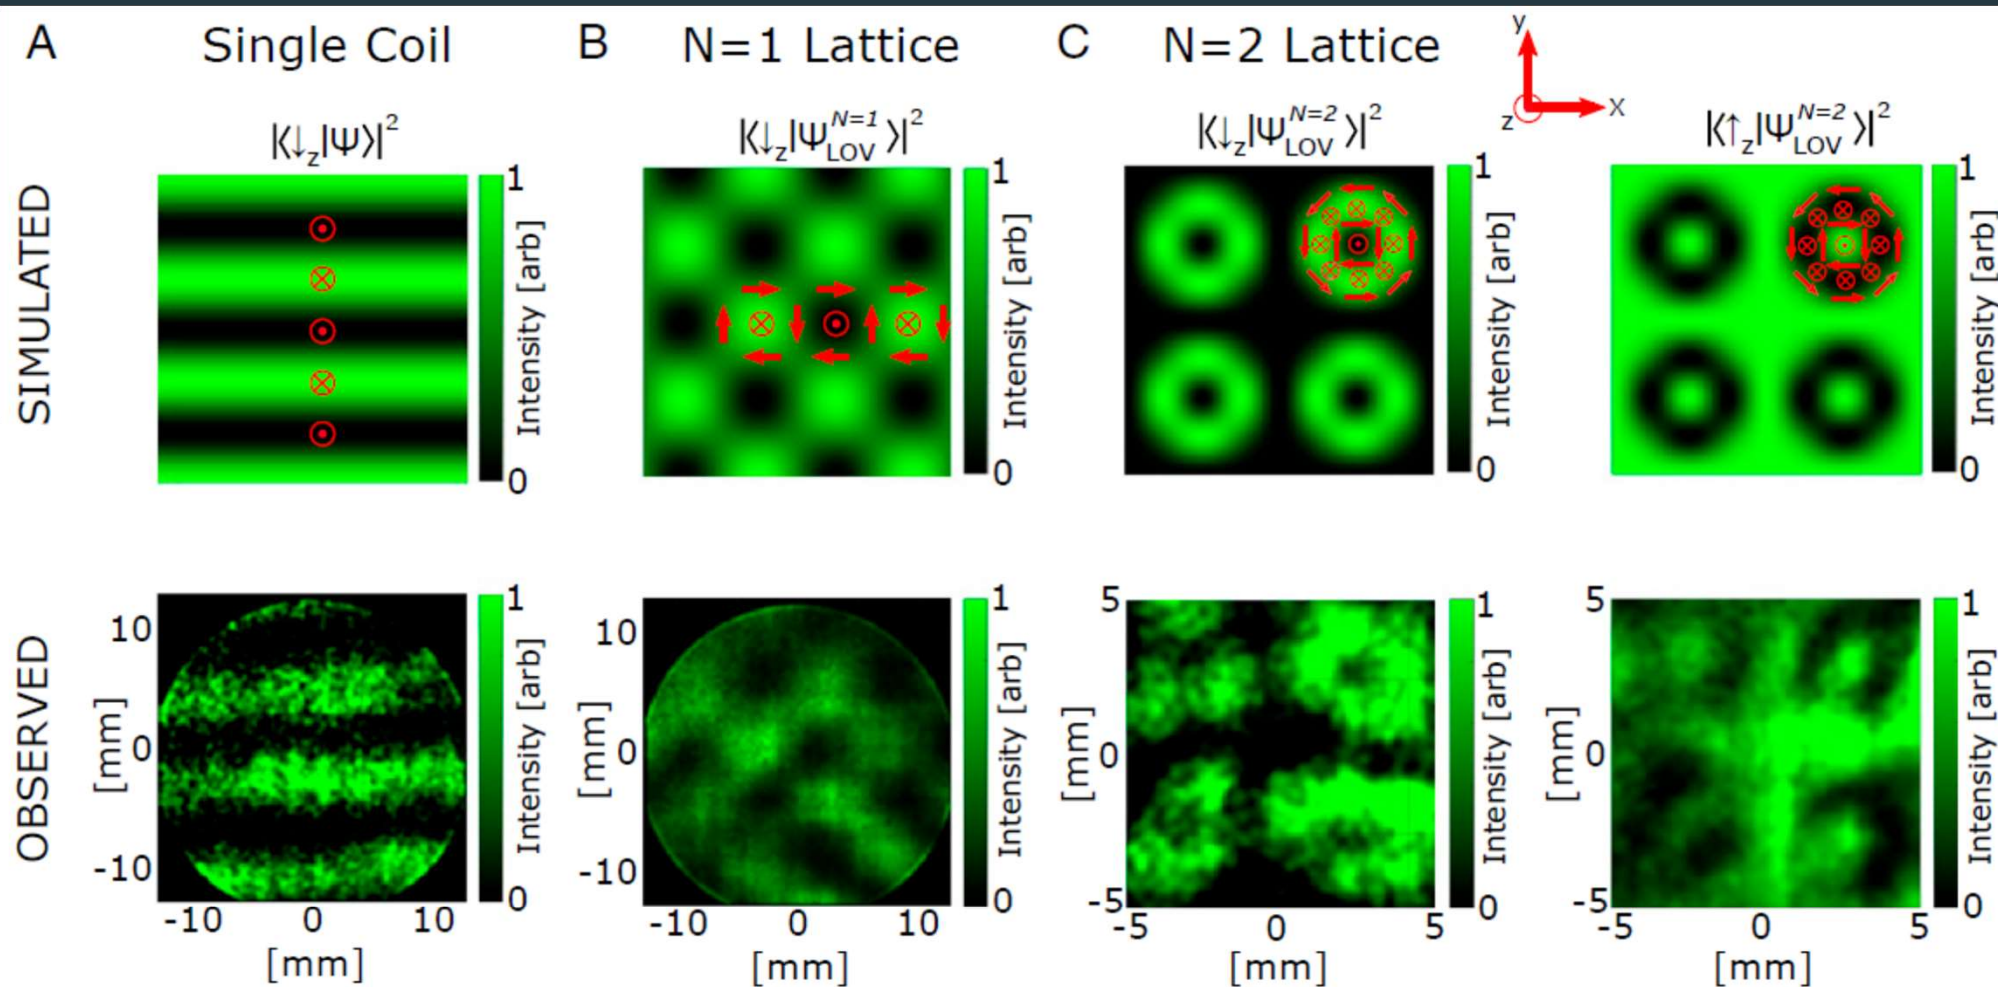 A Single Coil B N=1 Lattice C N=2 Lattice
y
x
z
|⟨↓z|Ψ⟩|² |⟨↓z|Ψ_LOV^N=1⟩|² |⟨↓z|Ψ_LOV^N=2⟩|² |⟨↑z|Ψ_LOV^N=2⟩|²
SIMULATED
1 Intensity [arb] 0
1 Intensity [arb] 0
1 Intensity [arb] 0
1 Intensity [arb] 0
OBSERVED
[mm]
10
0
-10
-10 0 10
[mm]
1 Intensity [arb] 0
[mm]
10
0
-10
-10 0 10
[mm]
1 Intensity [arb] 0
[mm]
5
0
-5
-5 0 5
[mm]
1 Intensity [arb] 0
[mm]
5
0
-5
-5 0 5
[mm]
1 Intensity [arb] 0